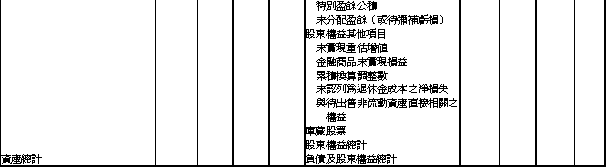 特別盈餘公積
未分配盈餘（或待彌補虧損）
股東權益其他項目
未實現重估增值
金融商品未實現損益
累積換算調整數
未認列為退休金成本之淨損失
與待出售非流動資產直接相關之
權益
庫藏股票
股東權益總計
資產總計
負債及股東權益總計